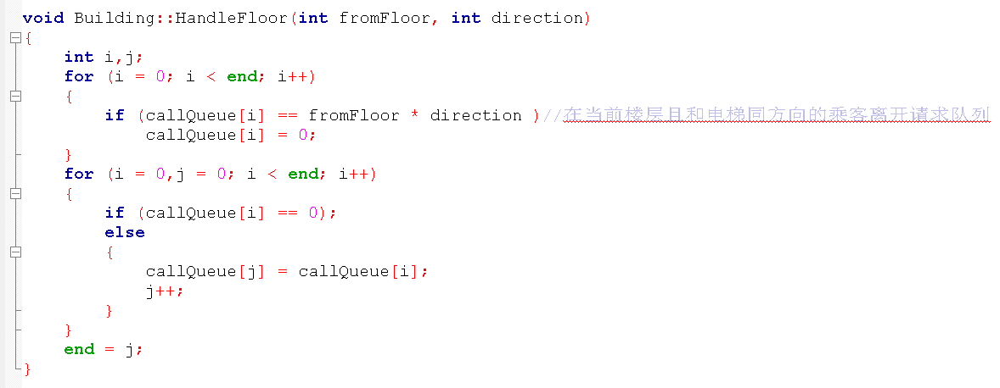 void Building::HandleFloor(int fromFloor, int direction)
{
    int i,j;
    for (i = 0; i < end; i++)
    {
        if (callQueue[i] == fromFloor * direction )//在当前楼层且和电梯同方向的乘客离开请求队列
            callQueue[i] = 0;
    }
    for (i = 0,j = 0; i < end; i++)
    {
        if (callQueue[i] == 0);
        else
        {
            callQueue[j] = callQueue[i];
            j++;
        }
    }
    end = j;
}